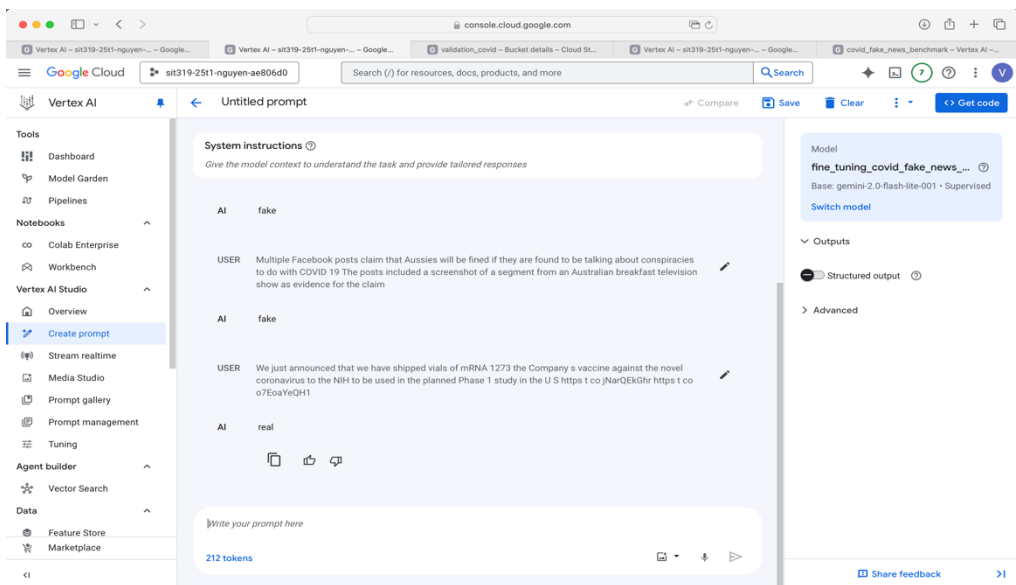 console.cloud.google.com
Vertex AI – sit319-25t1-nguyen-... – Google...
Vertex AI – sit319-25t1-nguyen-... – Google...
validation_covid – Bucket details – Cloud St...
Vertex AI – sit319-25t1-nguyen-... – Google...
covid_fake_news_benchmark – Vertex AI –...
Google Cloud
sit319-25t1-nguyen-ae806d0
Search (/) for resources, docs, products, and more
Search
7
V
Vertex AI
Untitled prompt
Compare
Save
Clear
<> Get code
Tools
Dashboard
Model Garden
Pipelines
Notebooks
Colab Enterprise
Workbench
Vertex AI Studio
Overview
Create prompt
Stream realtime
Media Studio
Prompt gallery
Prompt management
Tuning
Agent builder
Vector Search
Data
Feature Store
Marketplace
System instructions
Give the model context to understand the task and provide tailored responses
AI fake
USER Multiple Facebook posts claim that Aussies will be fined if they are found to be talking about conspiracies
to do with COVID 19 The posts included a screenshot of a segment from an Australian breakfast television
show as evidence for the claim
AI fake
USER We just announced that we have shipped vials of mRNA 1273 the Company s vaccine against the novel
coronavirus to the NIH to be used in the planned Phase 1 study in the U S https t co jNarQEkGhr https t co
o7EoaYeQH1
AI real
Write your prompt here
212 tokens
Model
fine_tuning_covid_fake_news_...
Base: gemini-2.0-flash-lite-001 • Supervised
Switch model
Outputs
Structured output
Advanced
Share feedback